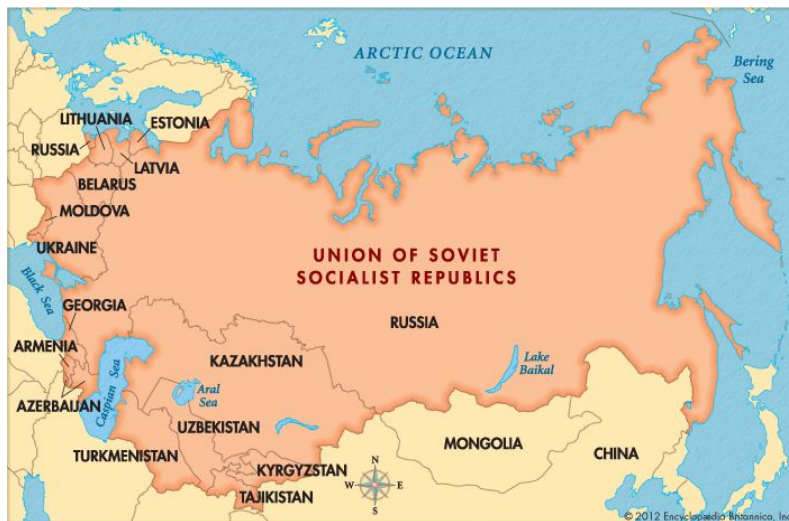 ARCTIC OCEAN
Bering
Sea
LITHUANIA
ESTONIA
RUSSIA
LATVIA
BELARUS
MOLDOVA
UKRAINE
UNION OF SOVIET
SOCIALIST REPUBLICS
Black Sea
GEORGIA
RUSSIA
ARMENIA
KAZAKHSTAN
Lake
Baikal
Caspian Sea
Aral
Sea
AZERBAIJAN
UZBEKISTAN
MONGOLIA
CHINA
TURKMENISTAN
KYRGYZSTAN
TAJIKISTAN
N
W
E
S
© 2012 Encyclopædia Britannica, Inc